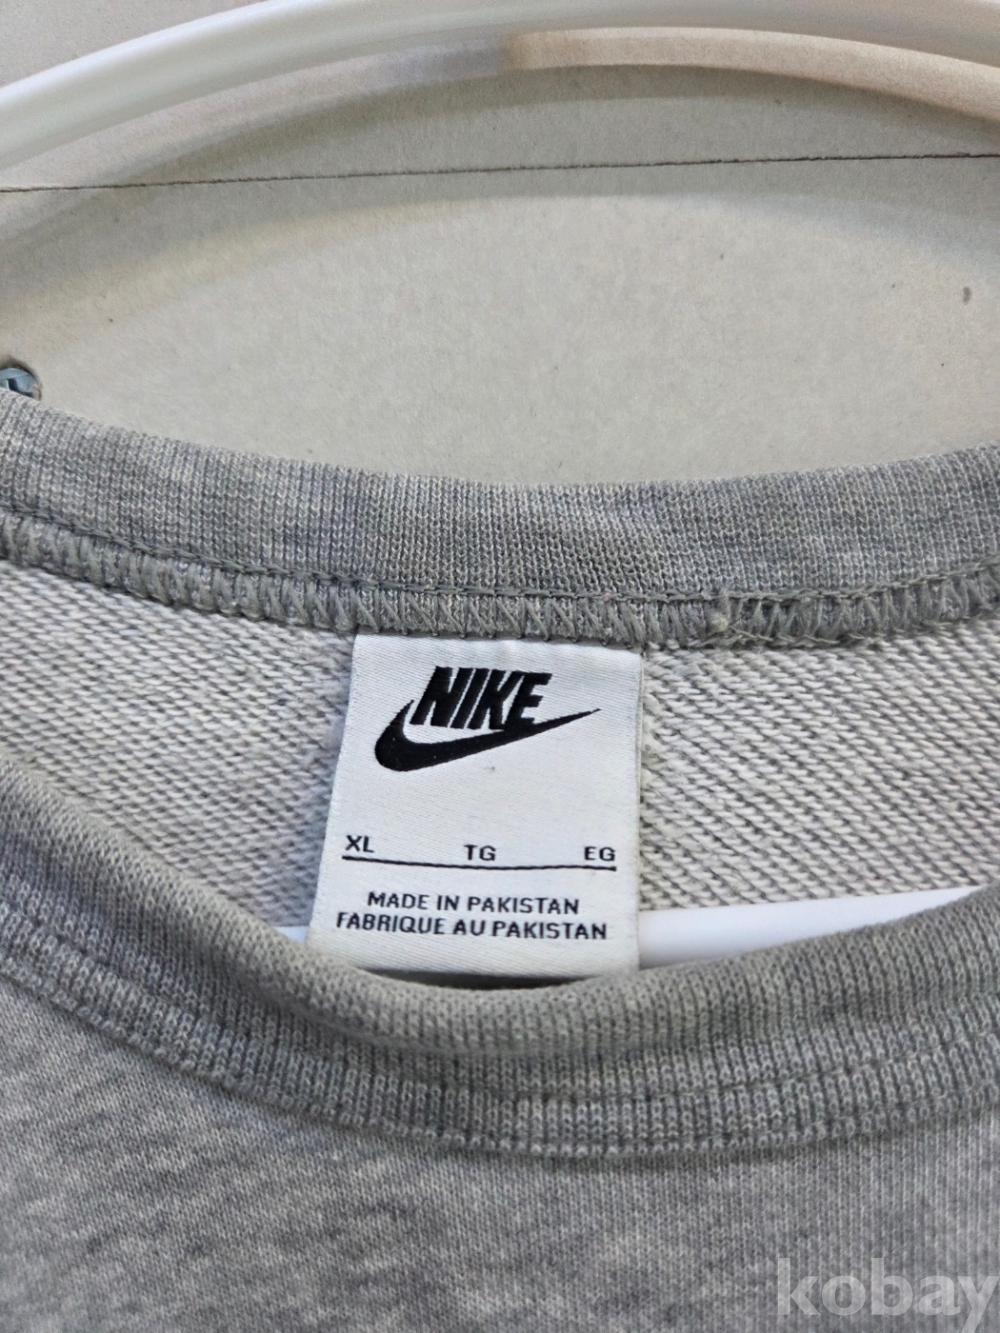 NIKE
XL TG EG
MADE IN PAKISTAN
FABRIQUE AU PAKISTAN
kobay